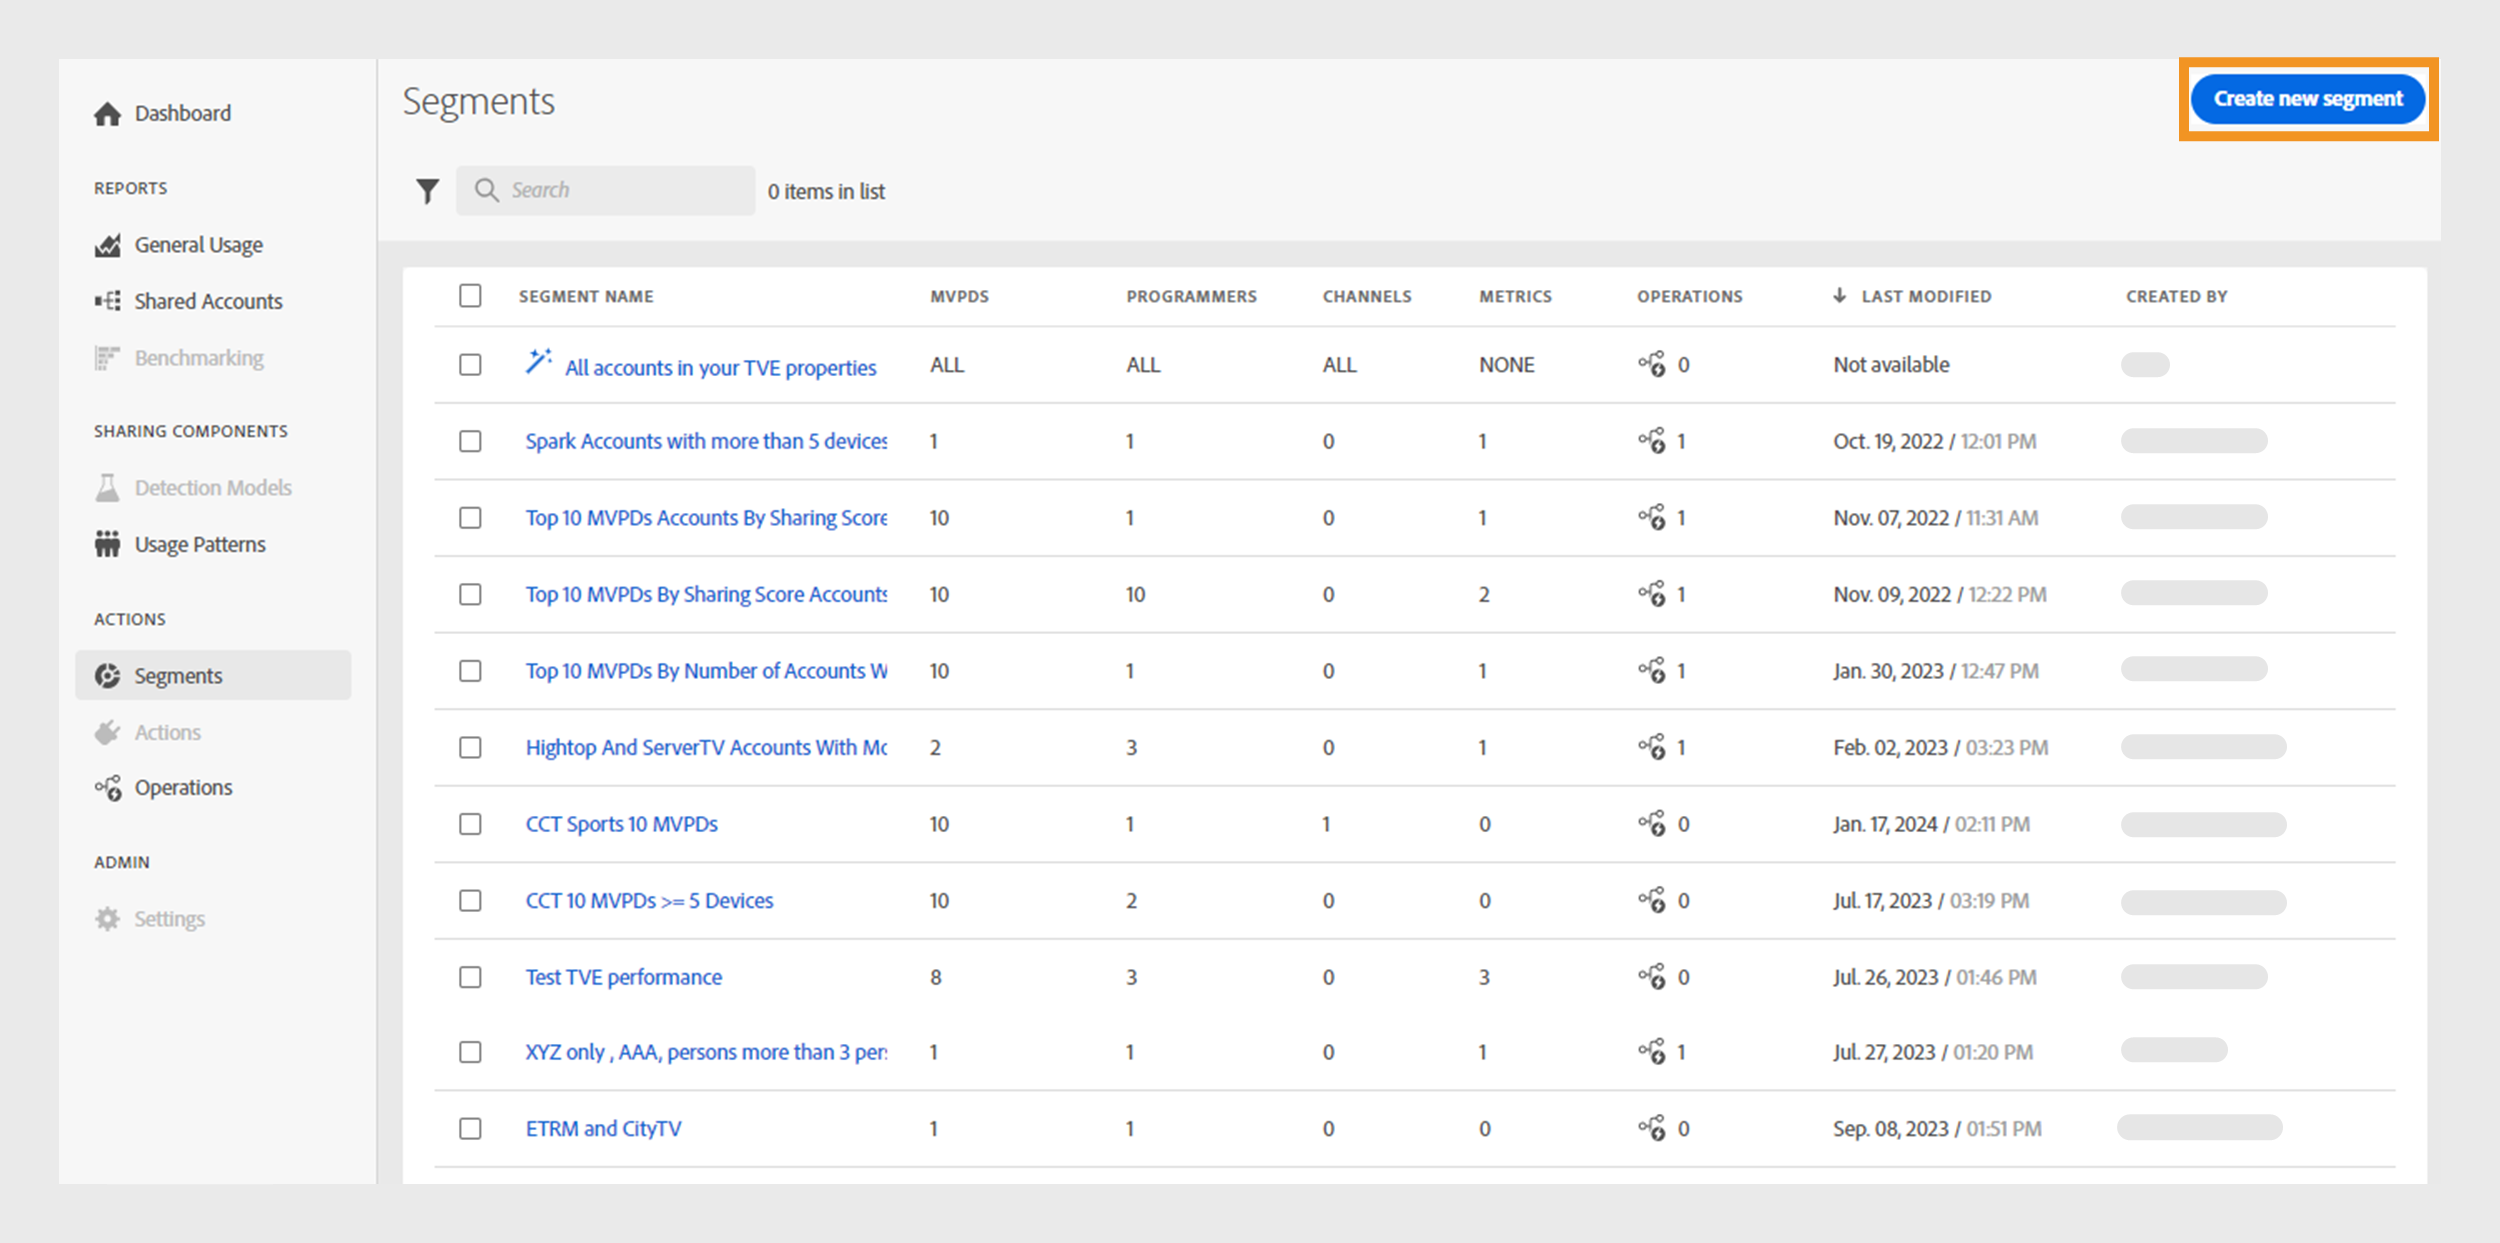 Dashboard
REPORTS
General Usage
Shared Accounts
Benchmarking
SHARING COMPONENTS
Detection Models
Usage Patterns
ACTIONS
Segments
Actions
Operations
ADMIN
Settings
Segments
Create new segment
Search
0 items in list
SEGMENT NAME MVPDS PROGRAMMERS CHANNELS METRICS OPERATIONS LAST MODIFIED CREATED BY
All accounts in your TVE properties ALL ALL ALL NONE 0 Not available
Spark Accounts with more than 5 devices 1 1 0 1 1 Oct. 19, 2022 / 12:01 PM
Top 10 MVPDs Accounts By Sharing Score 10 1 0 1 1 Nov. 07, 2022 / 11:31 AM
Top 10 MVPDs By Sharing Score Accounts 10 10 0 2 1 Nov. 09, 2022 / 12:22 PM
Top 10 MVPDs By Number of Accounts W 10 1 0 1 1 Jan. 30, 2023 / 12:47 PM
Hightop And ServerTV Accounts With Mo 2 3 0 1 1 Feb. 02, 2023 / 03:23 PM
CCT Sports 10 MVPDs 10 1 1 0 0 Jan. 17, 2024 / 02:11 PM
CCT 10 MVPDs >= 5 Devices 10 2 0 0 0 Jul. 17, 2023 / 03:19 PM
Test TVE performance 8 3 0 3 0 Jul. 26, 2023 / 01:46 PM
XYZ only , AAA, persons more than 3 per 1 1 0 1 1 Jul. 27, 2023 / 01:20 PM
ETRM and CityTV 1 1 0 0 0 Sep. 08, 2023 / 01:51 PM